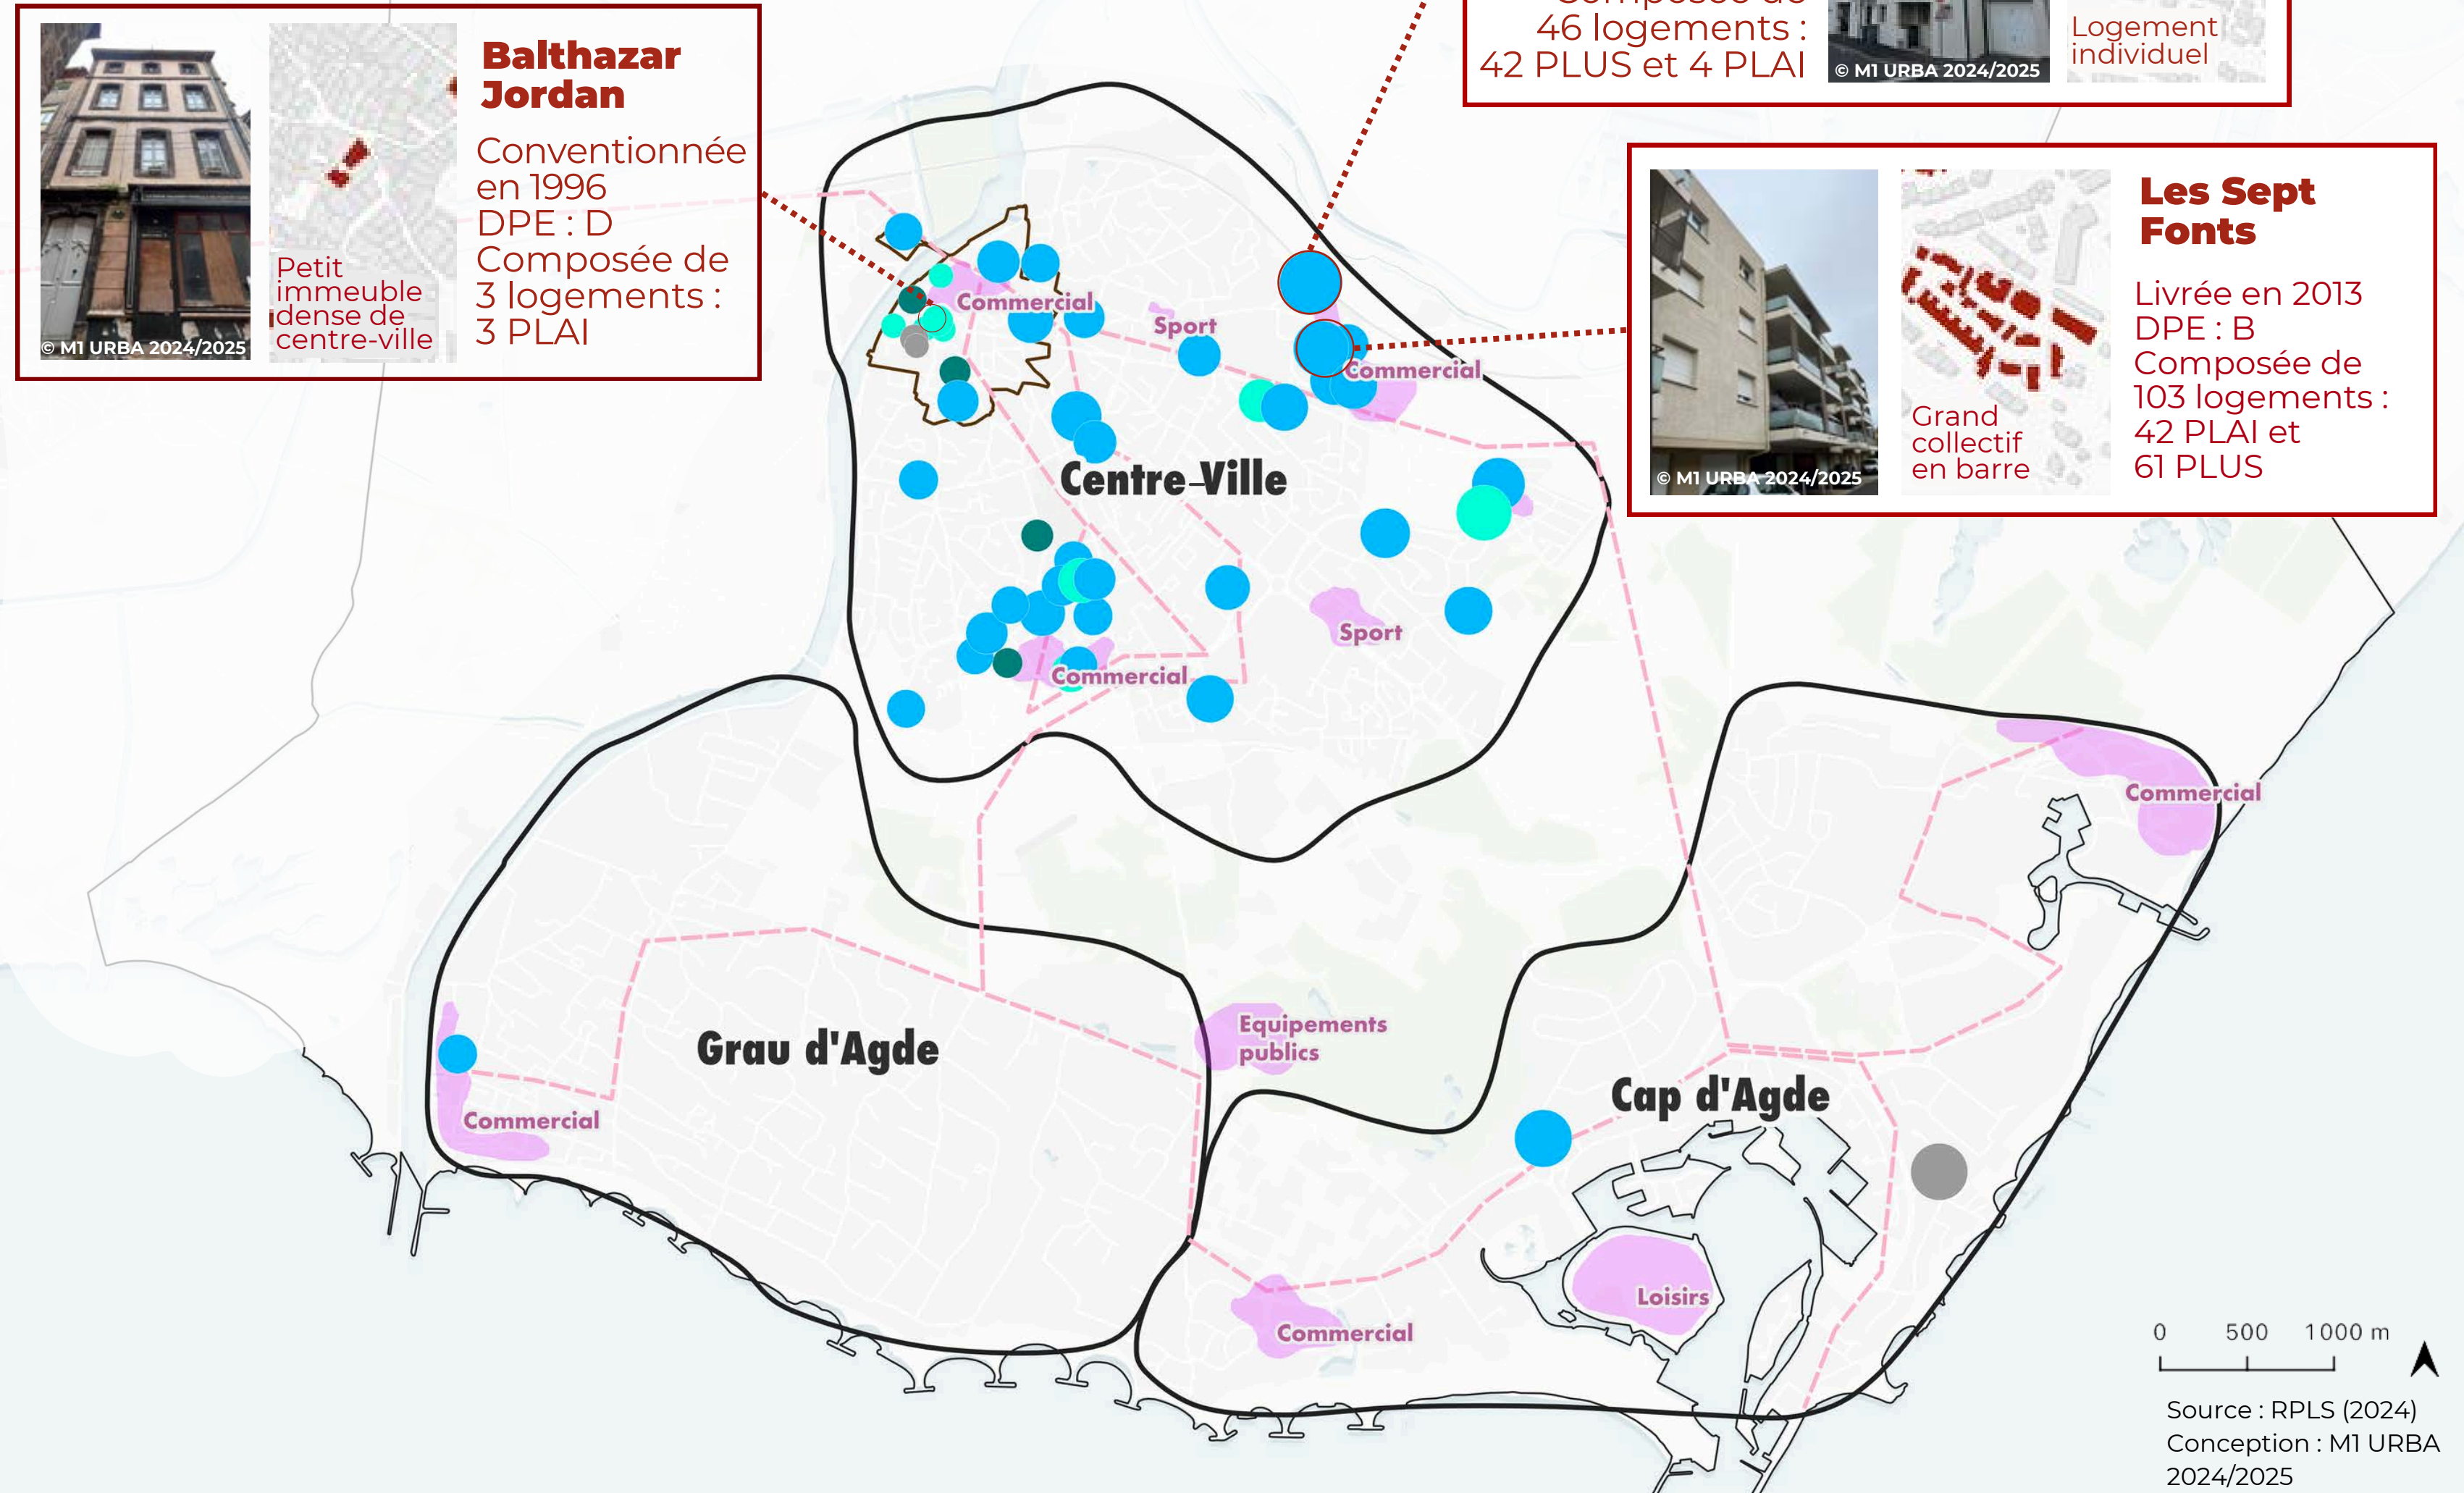 Balthazar
Jordan
Conventionnée
en 1996
DPE : D
Composée de
3 logements :
3 PLAI
Petit
immeuble
dense de
centre-ville
© M1 URBA 2024/2025
Composée de
46 logements :
42 PLUS et 4 PLAI
© M1 URBA 2024/2025
Logement
individuel
Les Sept
Fonts
Livrée en 2013
DPE : B
Composée de
103 logements :
42 PLAI et
61 PLUS
Grand
collectif
en barre
© M1 URBA 2024/2025
Commercial
Sport
Commercial
Centre-Ville
Sport
Commercial
Commercial
Equipements
publics
Grau d'Agde
Cap d'Agde
Commercial
Loisirs
Commercial
0 500 1000 m
Source : RPLS (2024)
Conception : M1 URBA
2024/2025